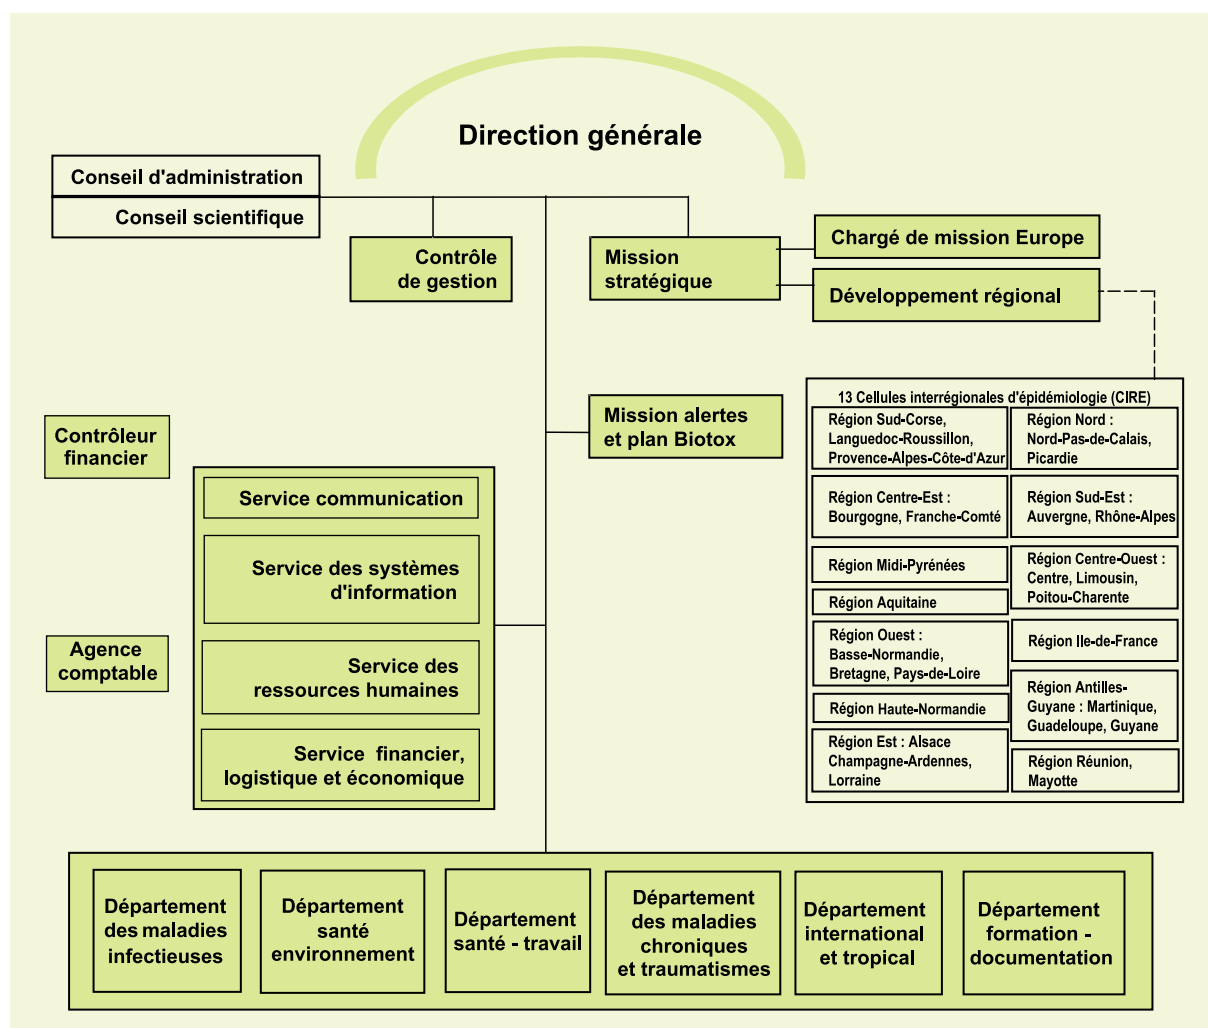 Direction générale
Conseil d'administration
Conseil scientifique
Contrôle
de gestion
Mission
stratégique
Chargé de mission Europe
Développement régional
Mission alertes
et plan Biotox
Contrôleur
financier
Agence
comptable
Service communication
Service des systèmes
d'information
Service des
ressources humaines
Service financier,
logistique et économique
13 Cellules interrégionales d'épidémiologie (CIRE)
Région Sud-Corse,
Languedoc-Roussillon,
Provence-Alpes-Côte-d'Azur
Région Nord :
Nord-Pas-de-Calais,
Picardie
Région Centre-Est :
Bourgogne, Franche-Comté
Région Sud-Est :
Auvergne, Rhône-Alpes
Région Midi-Pyrénées
Région Centre-Ouest :
Centre, Limousin,
Poitou-Charente
Région Aquitaine
Région Ouest :
Basse-Normandie,
Bretagne, Pays-de-Loire
Région Ile-de-France
Région Haute-Normandie
Région Antilles-
Guyane : Martinique,
Guadeloupe, Guyane
Région Est : Alsace
Champagne-Ardennes,
Lorraine
Région Réunion,
Mayotte
Département
des maladies
infectieuses
Département
santé
environnement
Département
santé - travail
Département
des maladies
chroniques
et traumatismes
Département
international
et tropical
Département
formation -
documentation